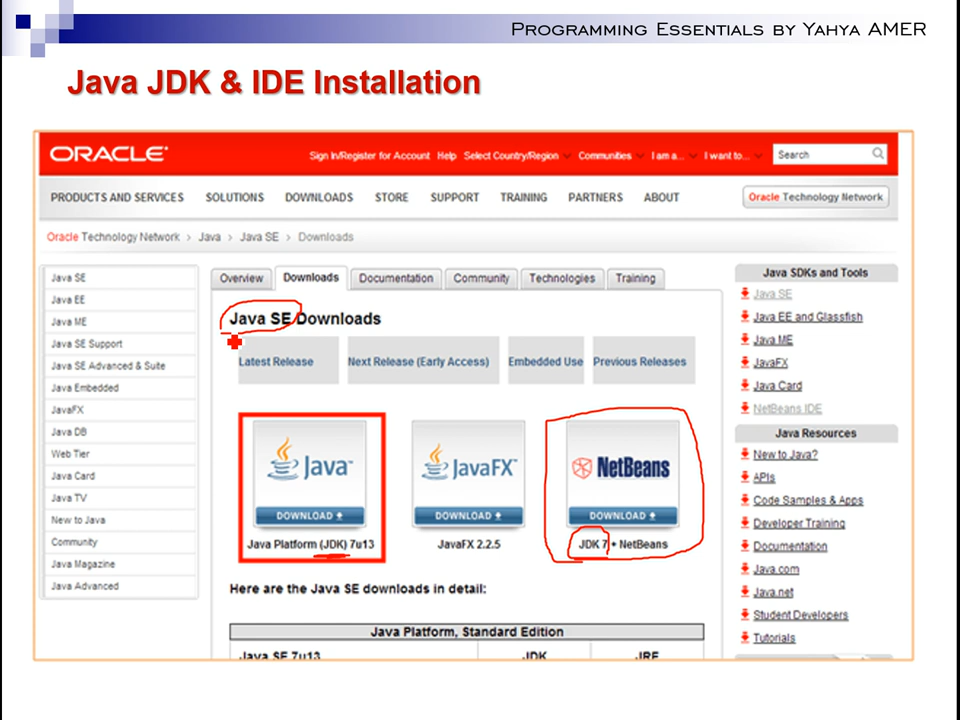 Programming Essentials by Yahya AMER
Java JDK & IDE Installation
ORACLE
Sign In/Register for Account Help Select Country/Region Communities I am a... I want to... Search
PRODUCTS AND SERVICES SOLUTIONS DOWNLOADS STORE SUPPORT TRAINING PARTNERS ABOUT Oracle Technology Network
Oracle Technology Network > Java > Java SE > Downloads
Java SE
Java EE
Java ME
Java SE Support
Java SE Advanced & Suite
Java Embedded
JavaFX
Java DB
Web Tier
Java Card
Java TV
New to Java
Community
Java Magazine
Java Advanced
Overview Downloads Documentation Community Technologies Training
Java SE Downloads
Latest Release Next Release (Early Access) Embedded Use Previous Releases
Java JavaFX NetBeans
DOWNLOAD DOWNLOAD DOWNLOAD
Java Platform (JDK) 7u13 JavaFX 2.2.5 JDK 7 + NetBeans
Here are the Java SE downloads in detail:
Java Platform, Standard Edition
Java SE 7u13 JDK JRE
Java SDKs and Tools
Java SE
Java EE and Glassfish
Java ME
JavaFX
Java Card
NetBeans IDE
Java Resources
New to Java?
APIs
Code Samples & Apps
Developer Training
Documentation
Java.com
Java.net
Student Developers
Tutorials